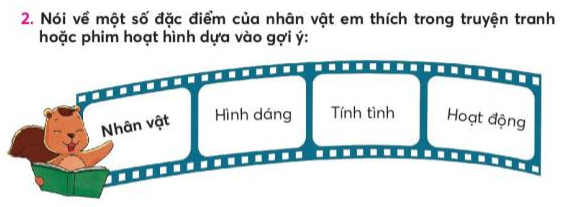 2. Nói về một số đặc điểm của nhân vật em thích trong truyện tranh
hoặc phim hoạt hình dựa vào gợi ý:
Nhân vật
Hình dáng
Tính tình
Hoạt động